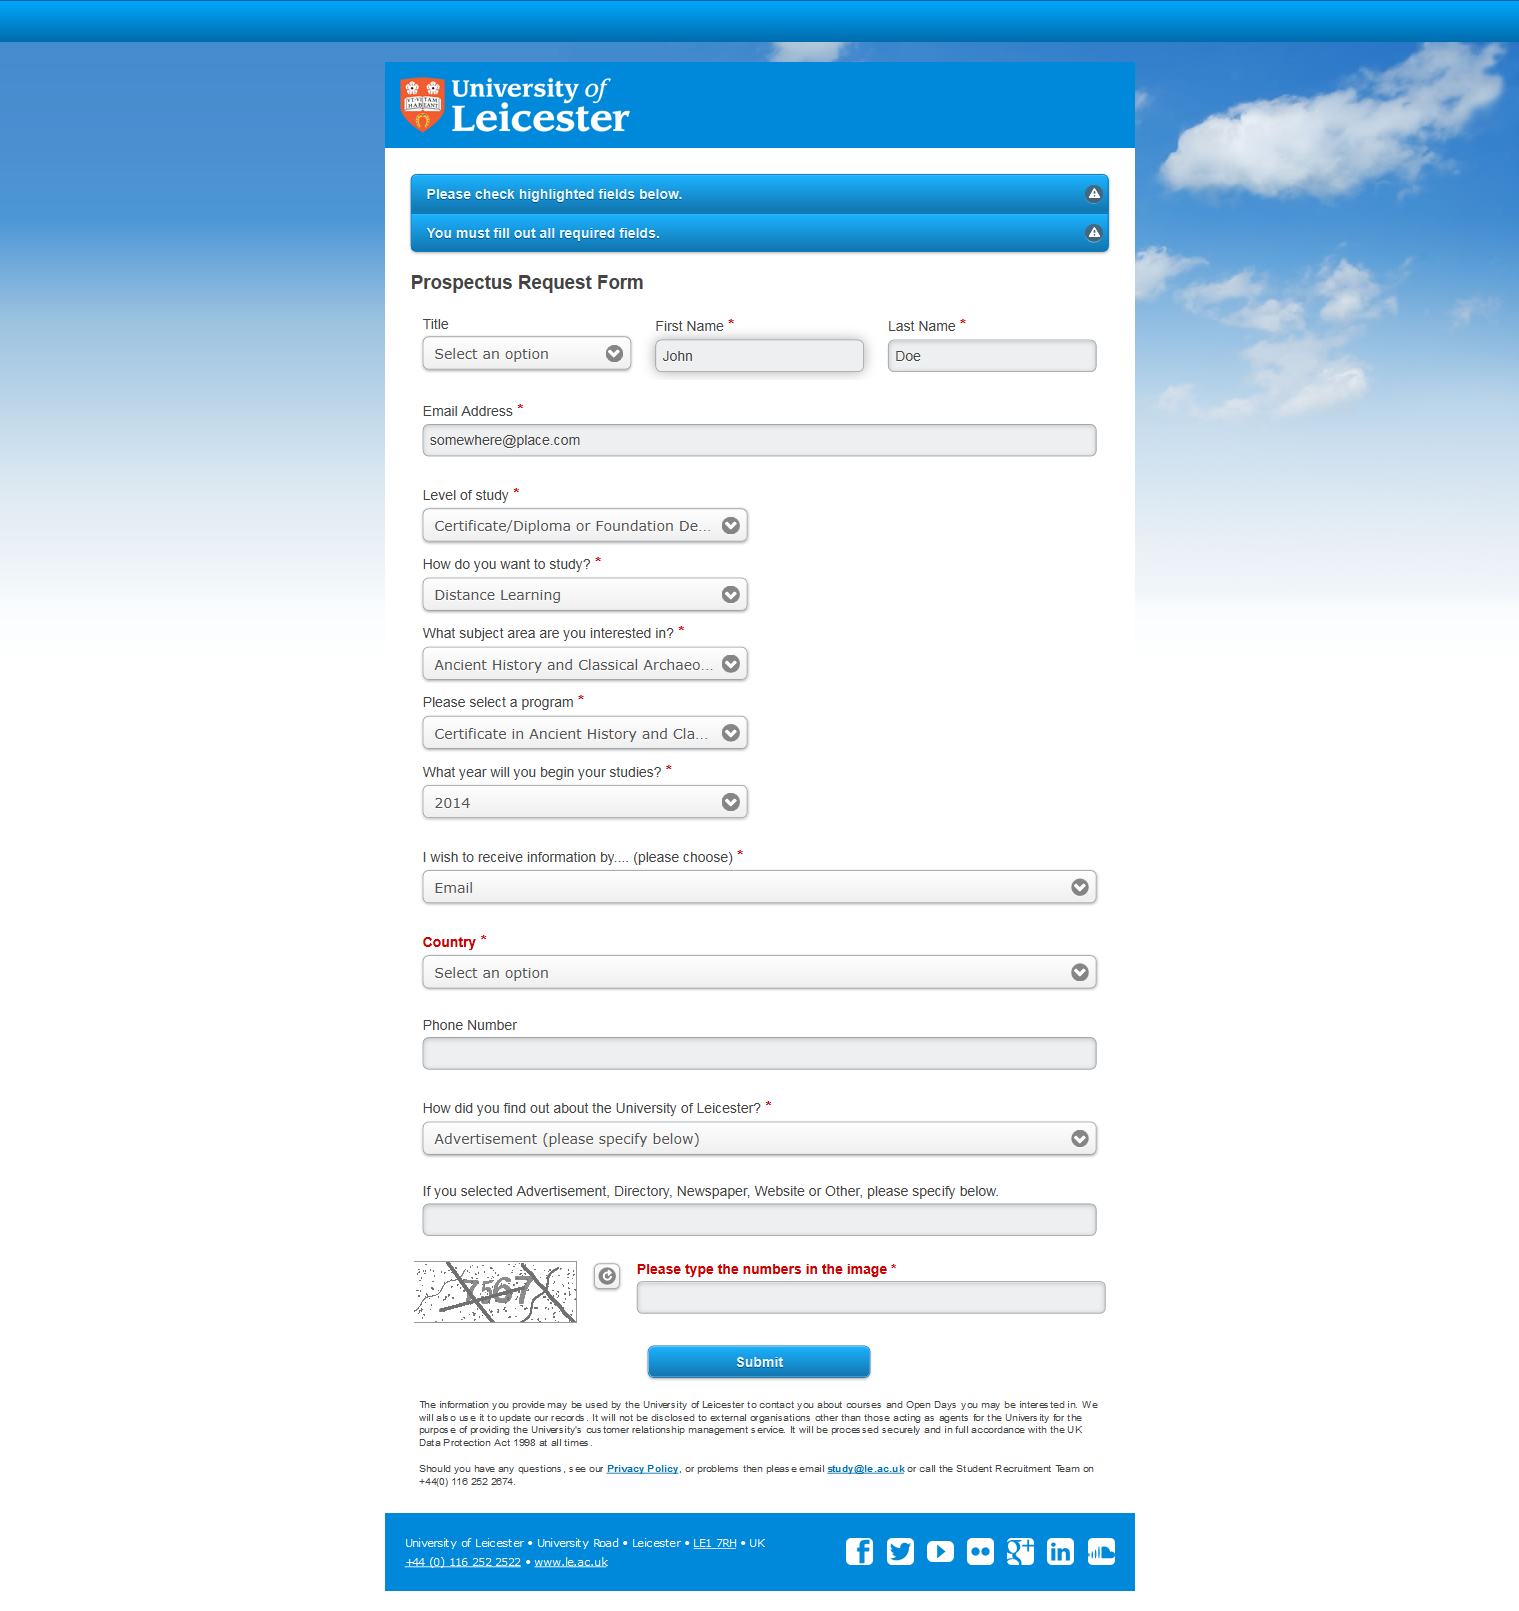 UT VITAM HABEANT
University of
Leicester
Please check highlighted fields below.
You must fill out all required fields.
Prospectus Request Form
Title First Name * Last Name *
Select an option John Doe
Email Address *
somewhere@place.com
Level of study *
Certificate/Diploma or Foundation De...
How do you want to study? *
Distance Learning
What subject area are you interested in? *
Ancient History and Classical Archaeo...
Please select a program *
Certificate in Ancient History and Cla...
What year will you begin your studies? *
2014
I wish to receive information by.... (please choose) *
Email
Country *
Select an option
Phone Number
How did you find out about the University of Leicester? *
Advertisement (please specify below)
If you selected Advertisement, Directory, Newspaper, Website or Other, please specify below.
7567
Please type the numbers in the image *
Submit
The information you provide may be used by the University of Leicester to contact you about courses and Open Days you may be interested in. We
will also use it to update our records. It will not be disclosed to external organisations other than those acting as agents for the University for the
purpose of providing the University's customer relationship management service. It will be processed securely and in full accordance with the UK
Data Protection Act 1998 at all times.
Should you have any questions, see our Privacy Policy, or problems then please email study@le.ac.uk or call the Student Recruitment Team on
+44(0) 116 252 2674.
University of Leicester • University Road • Leicester • LE1 7RH • UK
+44 (0) 116 252 2522 • www.le.ac.uk